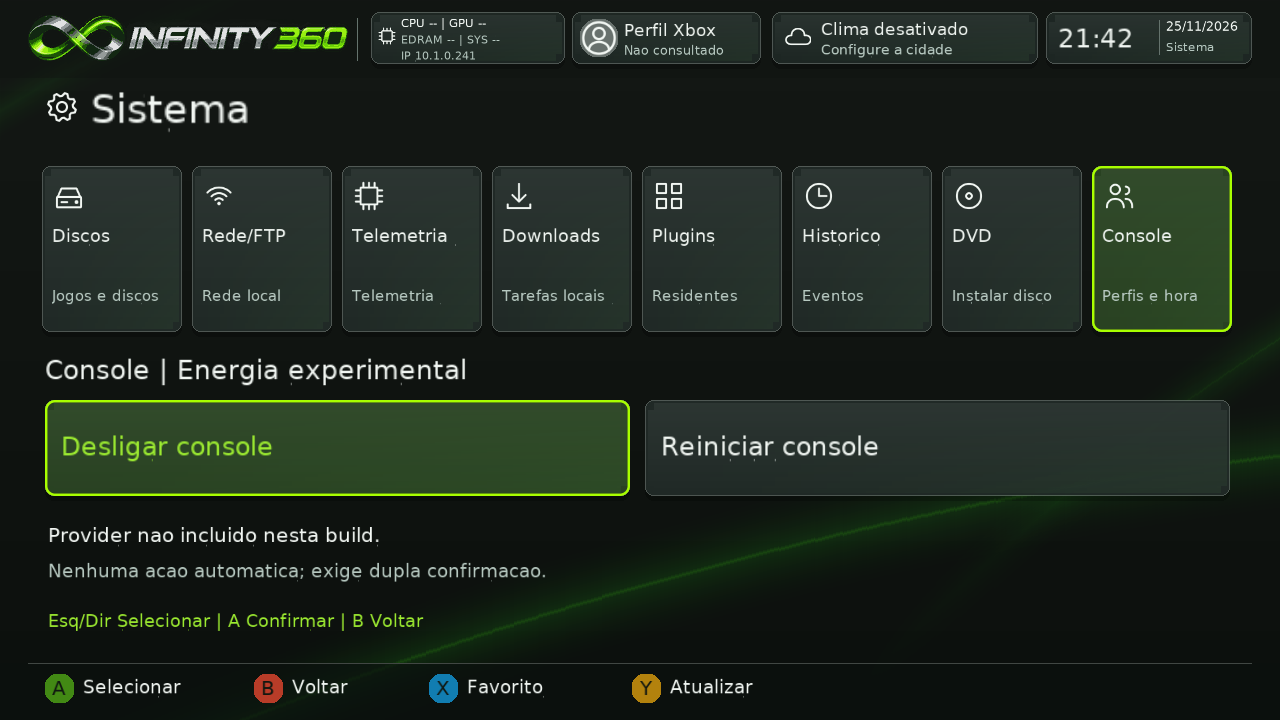 INFINITY 360
CPU -- | GPU --
EDRAM -- | SYS --
IP 10.1.0.241
Perfil Xbox
Nao consultado
Clima desativado
Configure a cidade
21:42
25/11/2026
Sistema
Sistema
Discos
Rede/FTP
Telemetria
Downloads
Plugins
Historico
DVD
Console
Jogos e discos
Rede local
Telemetria
Tarefas locais
Residentes
Eventos
Instalar disco
Perfis e hora
Console | Energia experimental
Desligar console
Reiniciar console
Provider nao incluido nesta build.
Nenhuma acao automatica; exige dupla confirmacao.
Esq/Dir Selecionar | A Confirmar | B Voltar
A Selecionar
B Voltar
X Favorito
Y Atualizar